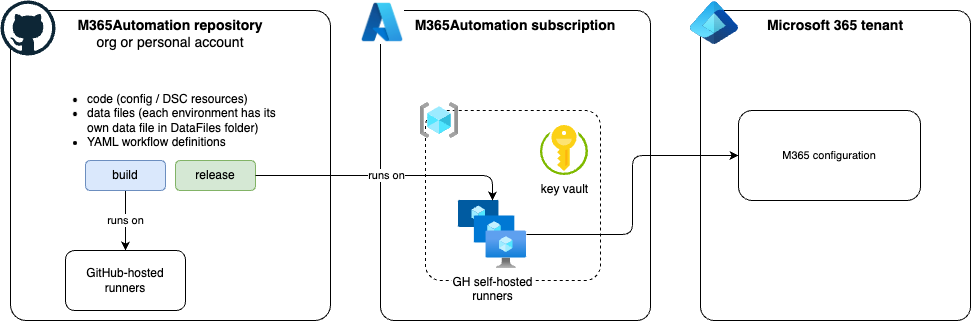 M365Automation repository
org or personal account
• code (config / DSC resources)
• data files (each environment has its
own data file in DataFiles folder)
• YAML workflow definitions
build
release
runs on
GitHub-hosted
runners
M365Automation subscription
runs on
key vault
GH self-hosted
runners
Microsoft 365 tenant
M365 configuration